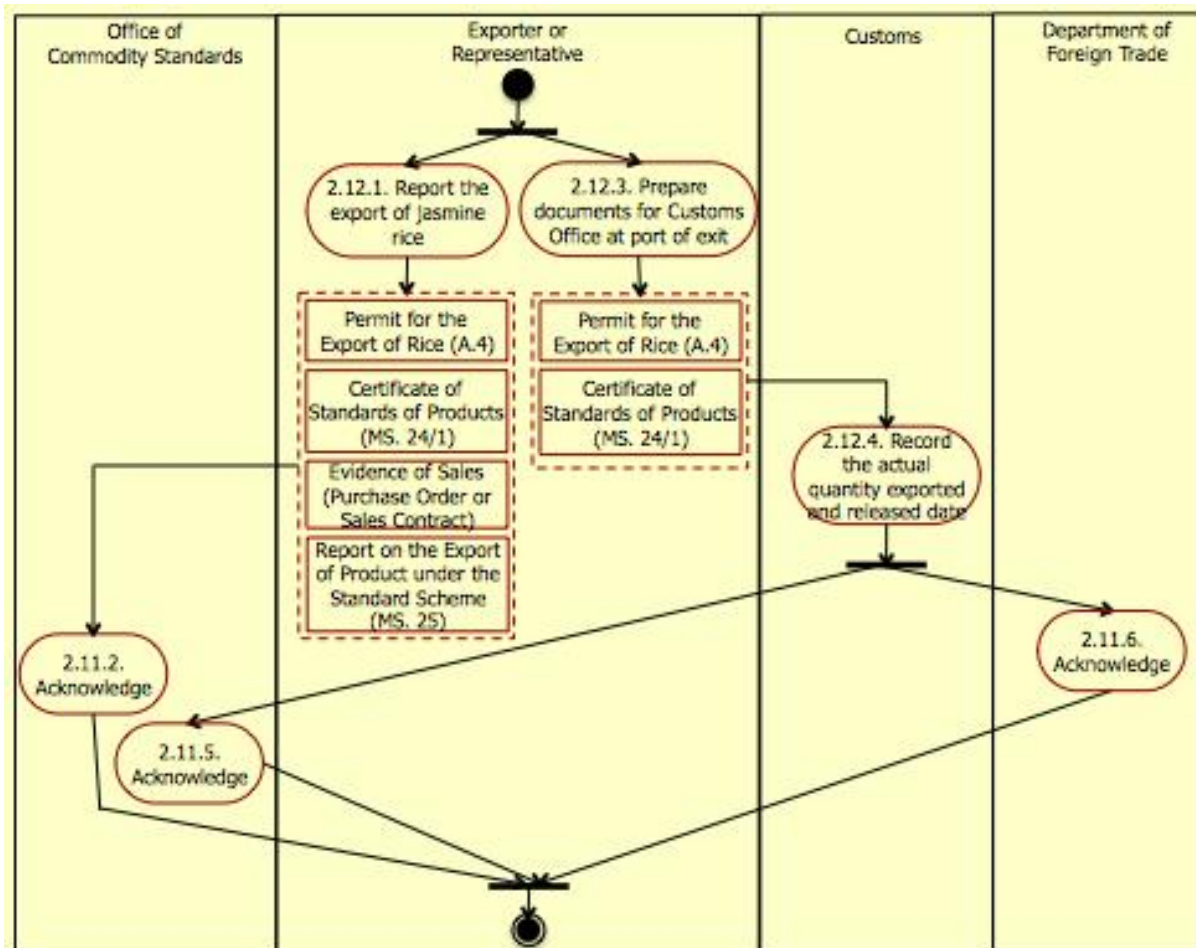 Office of
Commodity Standards
Exporter or
Representative
Customs
Department of
Foreign Trade
2.12.1. Report the
export of jasmine
rice
2.12.3. Prepare
documents for Customs
Office at port of exit
Permit for the
Export of Rice (A.4)
Certificate of
Standards of Products
(MS. 24/1)
Evidence of Sales
(Purchase Order or
Sales Contract)
Report on the Export
of Product under the
Standard Scheme
(MS. 25)
Permit for the
Export of Rice (A.4)
Certificate of
Standards of Products
(MS. 24/1)
2.12.4. Record
the actual
quantity exported
and released date
2.11.2.
Acknowledge
2.11.5.
Acknowledge
2.11.6.
Acknowledge